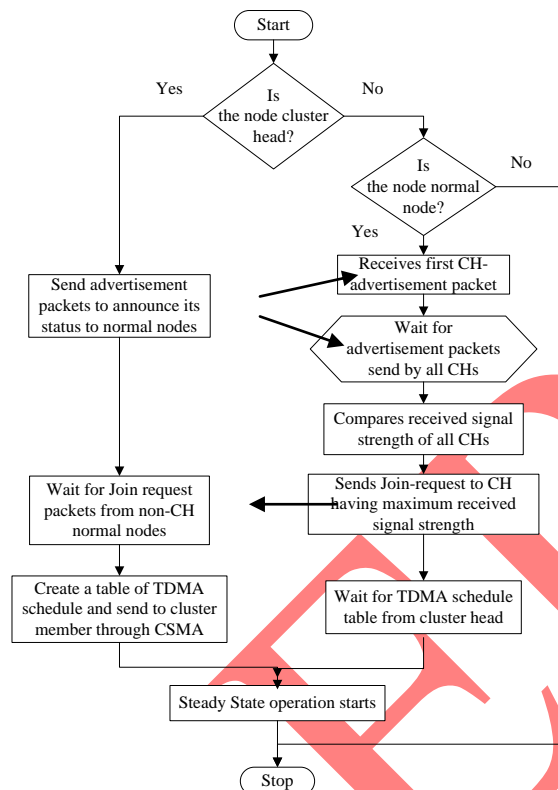 Start
Yes
No
Is
the node cluster
head?
Is
the node normal
node?
No
Yes
Send advertisement
packets to announce its
status to normal nodes
Receives first CH-
advertisement packet
Wait for
advertisement packets
send by all CHs
Compares received signal
strength of all CHs
Wait for Join request
packets from non-CH
normal nodes
Sends Join-request to CH
having maximum received
signal strength
Create a table of TDMA
schedule and send to cluster
member through CSMA
Wait for TDMA schedule
table from cluster head
Steady State operation starts
Stop